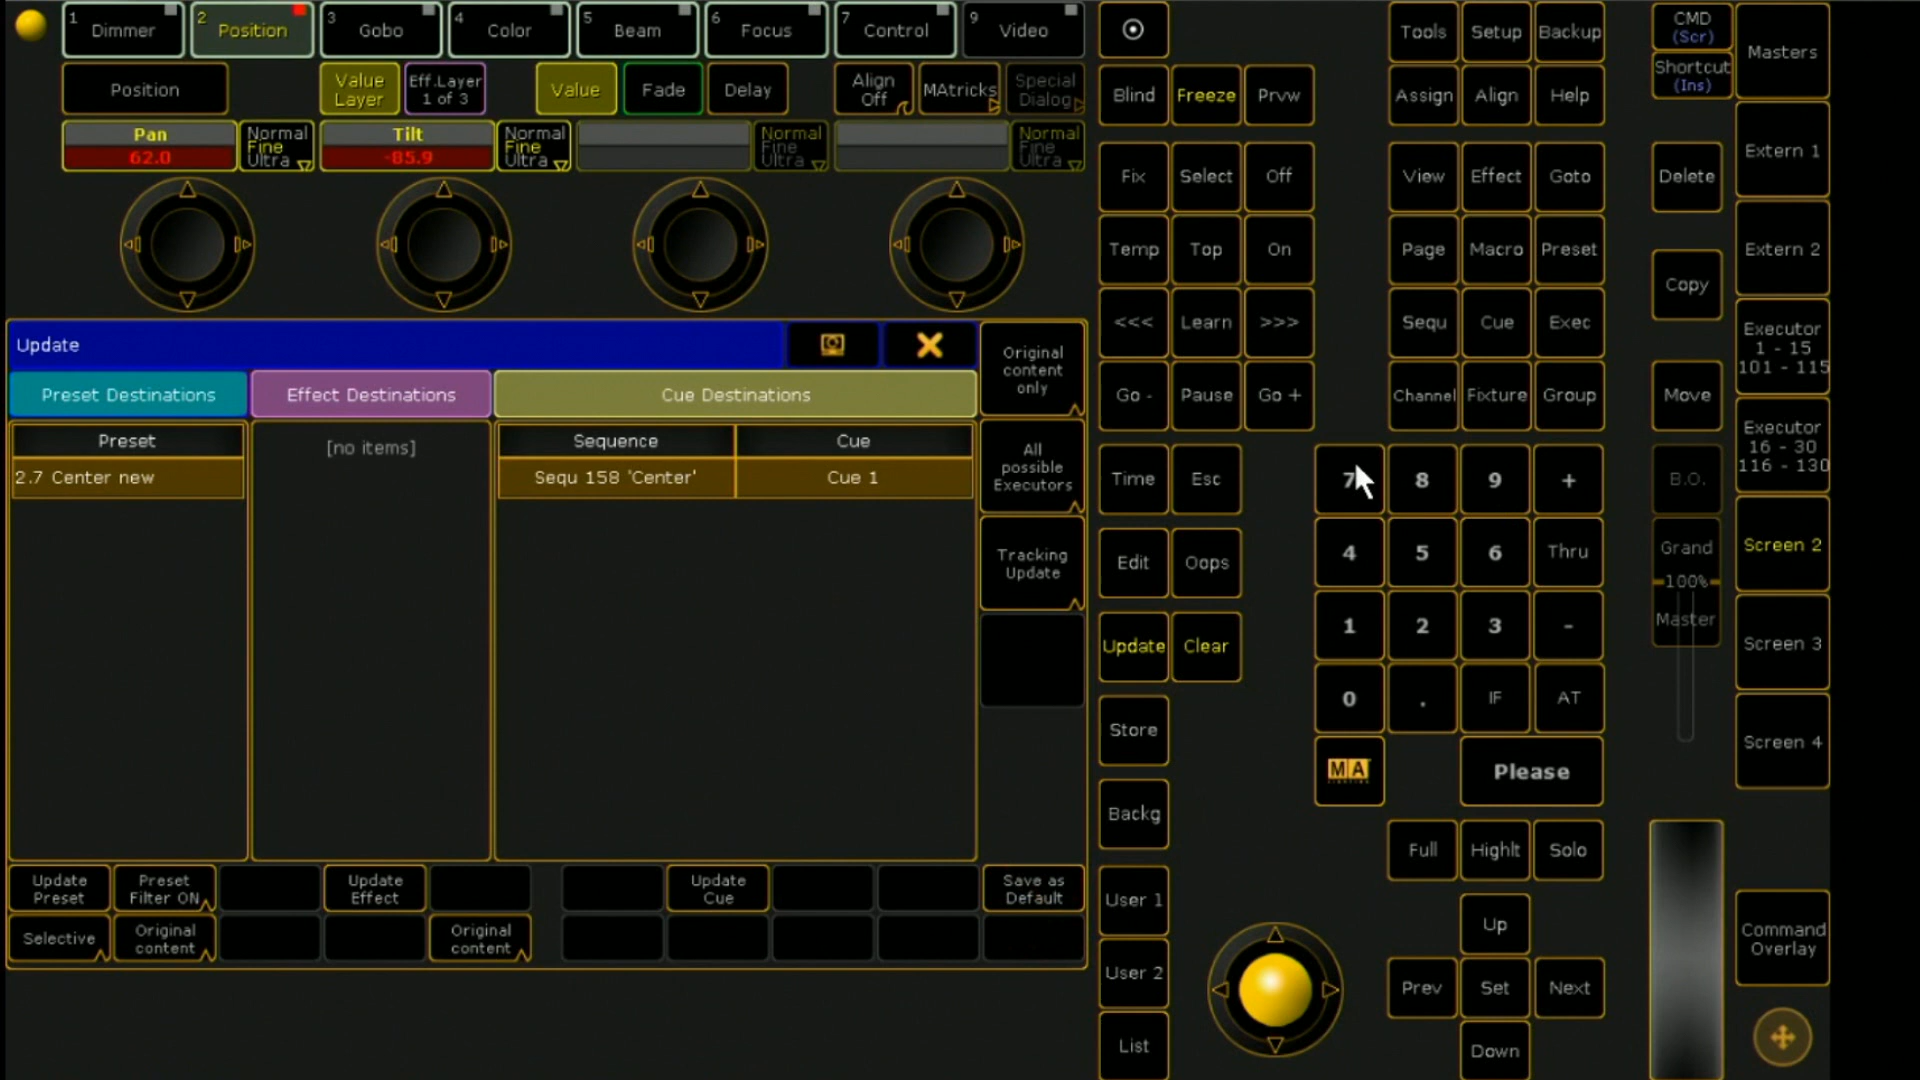 1 Dimmer
2 Position
3 Gobo
4 Color
5 Beam
6 Focus
7 Control
9 Video
Position
Value Layer
Eff.Layer 1 of 3
Value
Fade
Delay
Align Off
MAtricks
Special Dialog
Pan
62.0
Normal
Fine
Ultra
Tilt
-85.9
Normal
Fine
Ultra
Normal
Fine
Ultra
Normal
Fine
Ultra
Update
Original content only
Preset Destinations
Effect Destinations
Cue Destinations
Preset
[no items]
Sequence
Cue
2.7 Center new
Sequ 158 'Center'
Cue 1
All possible Executors
Tracking Update
Update Preset
Preset Filter ON
Update Effect
Update Cue
Save as Default
Selective
Original content
Original content
Tools
Setup
Backup
Blind
Freeze
Prvw
Assign
Align
Help
Fix
Select
Off
View
Effect
Goto
Temp
Top
On
Page
Macro
Preset
<<<
Learn
>>>
Sequ
Cue
Exec
Go -
Pause
Go +
Channel
Fixture
Group
Time
Esc
7
8
9
+
Edit
Oops
4
5
6
Thru
Update
Clear
1
2
3
-
Store
0
.
IF
AT
MA
Please
Backg
Full
Highlt
Solo
User 1
Up
User 2
Prev
Set
Next
List
Down
CMD
(Scr)
Shortcut
(Ins)
Delete
Copy
Move
B.O.
Grand
100%
Master
Masters
Extern 1
Extern 2
Executor
1 - 15
101 - 115
Executor
16 - 30
116 - 130
Screen 2
Screen 3
Screen 4
Command
Overlay